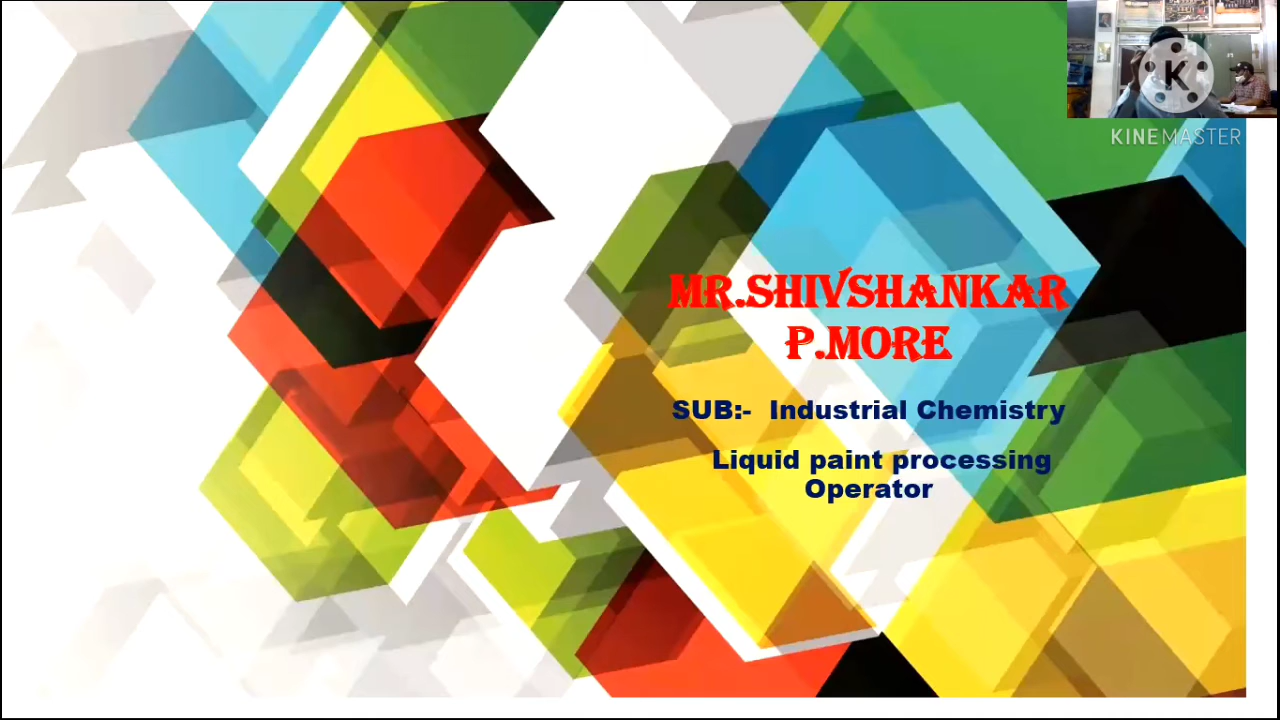 K
KINEMASTER
MR.SHIVSHANKAR
P.MORE
SUB:- Industrial Chemistry
Liquid paint processing
Operator